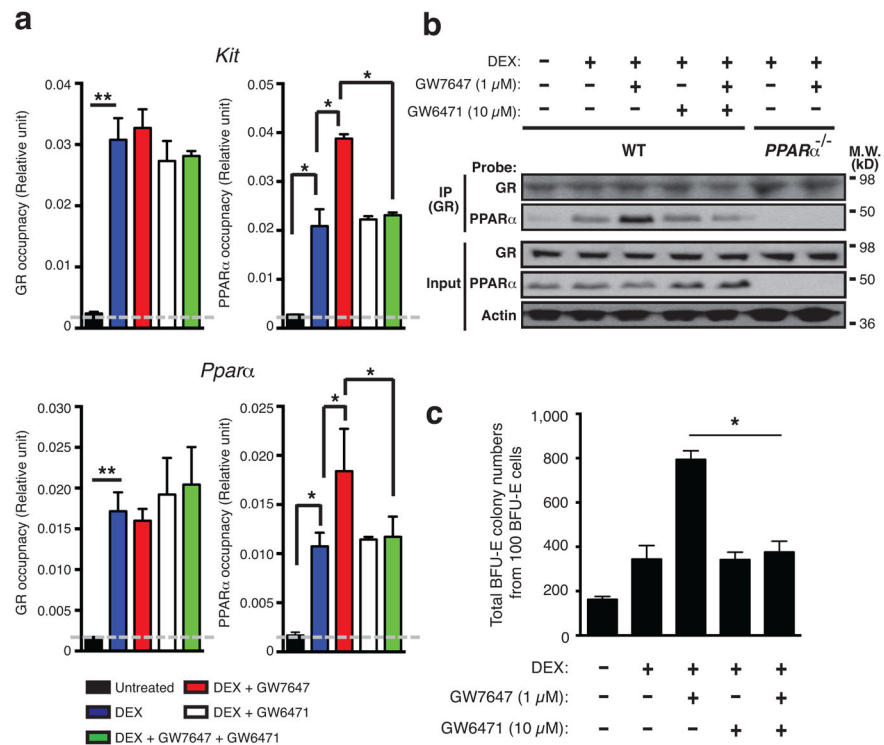 a
Kit
GR occupnacy (Relative unit)
0.04
0.03
0.02
0.01
0
**
PPARα occupnacy (Relative unit)
0.05
0.04
0.03
0.02
0.01
0
*
*
*
Pparα
GR occupnacy (Relative unit)
0.030
0.025
0.020
0.015
0.010
0.005
0
**
PPARα occupnacy (Relative unit)
0.025
0.020
0.015
0.010
0.005
0
*
*
*
Untreated
DEX + GW7647
DEX
DEX + GW6471
DEX + GW7647 + GW6471
b
DEX: – + + + + + +
GW7647 (1 µM): – – + – + – +
GW6471 (10 µM): – – – + + – –
WT
PPARα-/-
M.W.
(kD)
Probe:
IP
(GR)
GR
98
PPARα
50
Input
GR
98
PPARα
50
Actin
36
c
Total BFU-E colony numbers
from 100 BFU-E cells
1,000
800
600
400
200
0
*
DEX: – + + + +
GW7647 (1 µM): – – + – +
GW6471 (10 µM): – – – + +